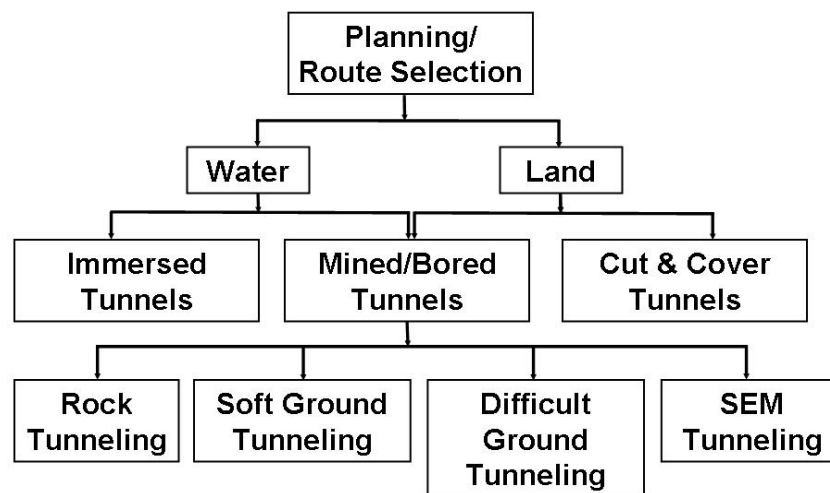 Planning/
Route Selection
Water
Land
Immersed
Tunnels
Mined/Bored
Tunnels
Cut & Cover
Tunnels
Rock
Tunneling
Soft Ground
Tunneling
Difficult
Ground
Tunneling
SEM
Tunneling